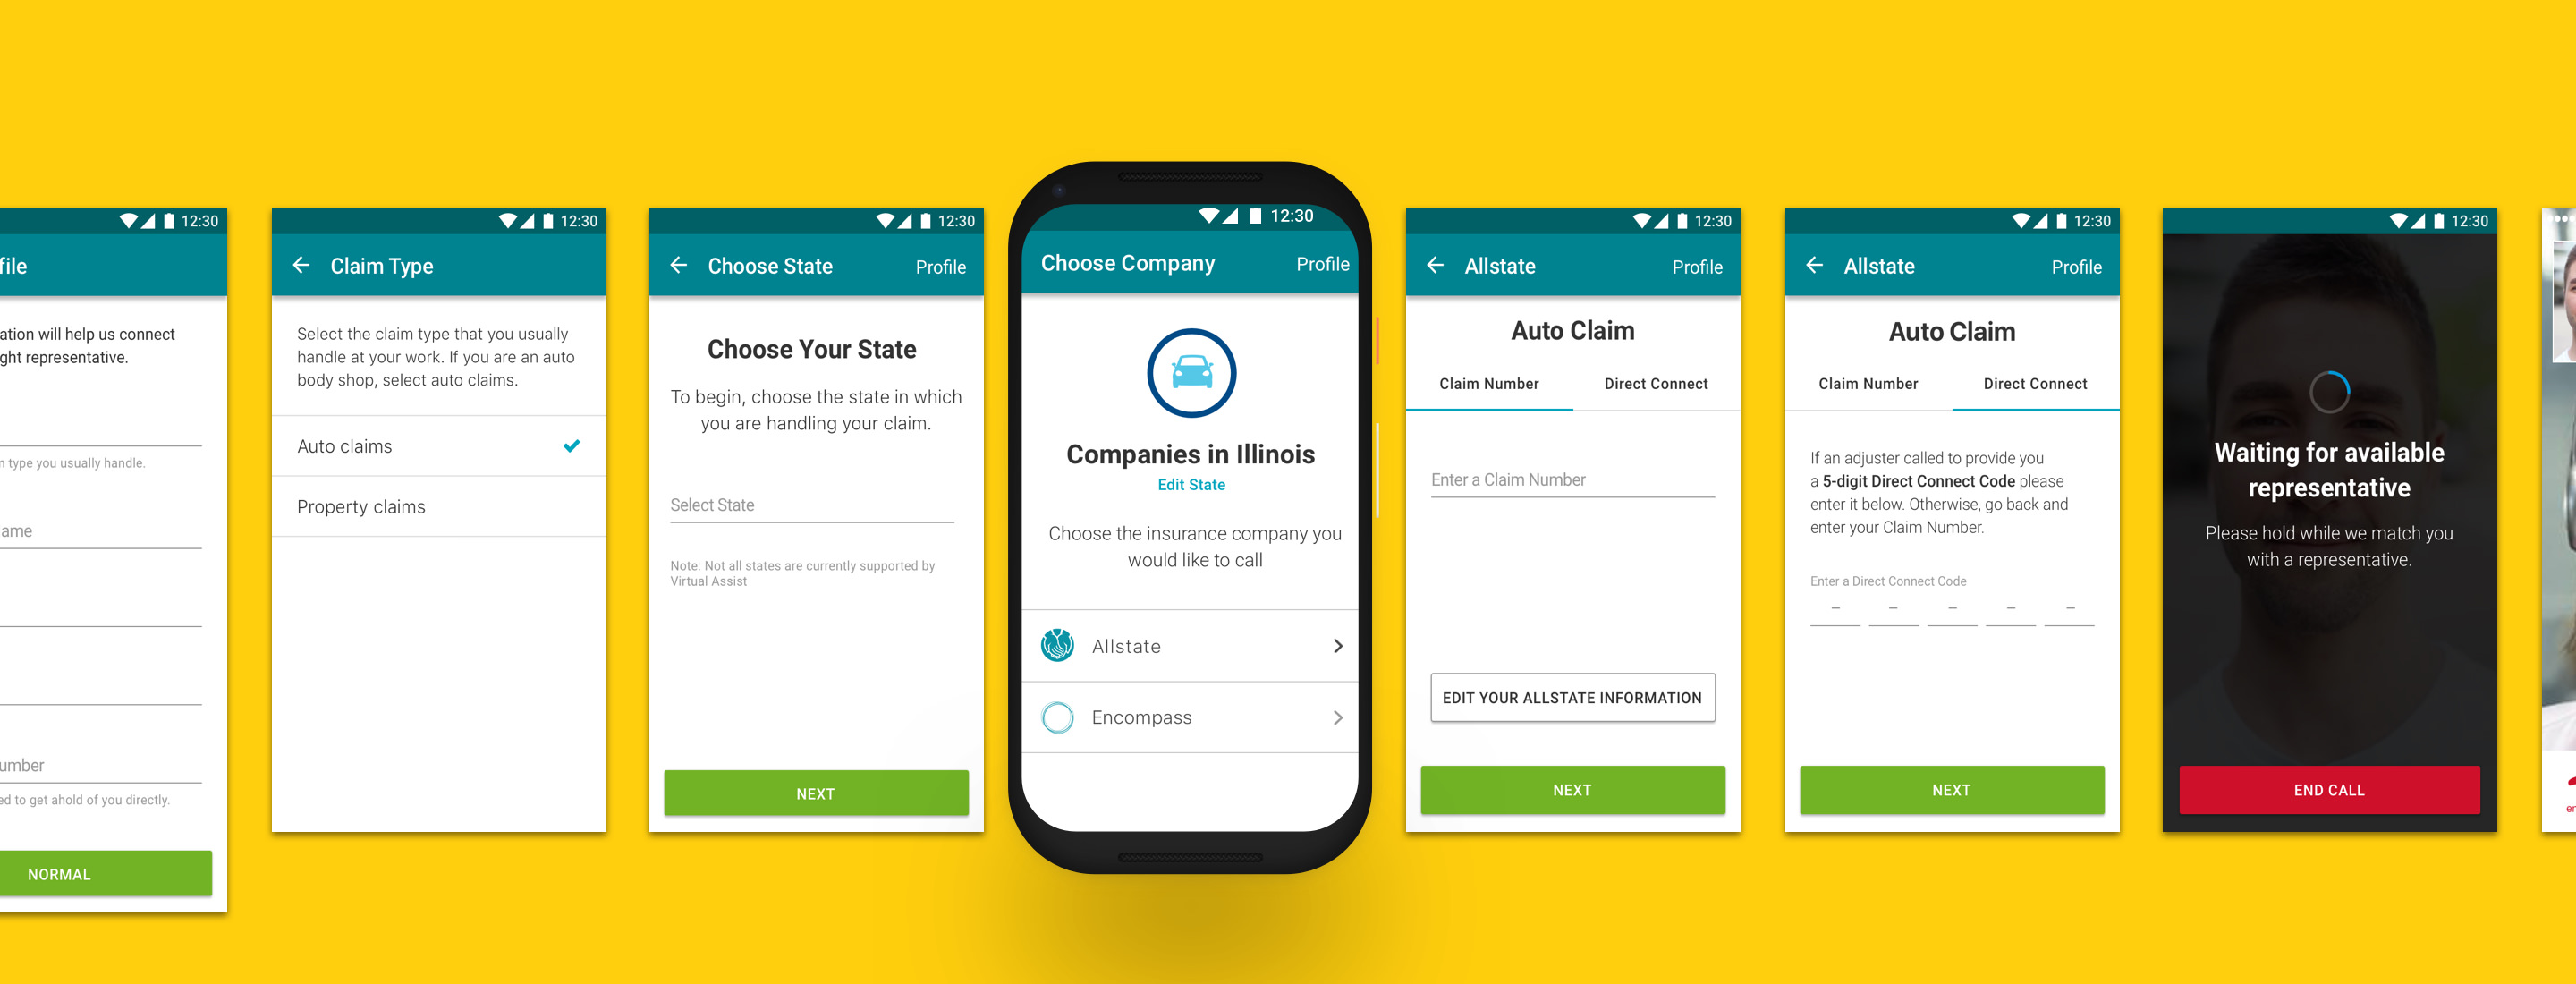 12:30
file
ation will help us connect
ght representative.
n type you usually handle.
ame
umber
ed to get ahold of you directly.
NORMAL
12:30
Claim Type
Select the claim type that you usually
handle at your work. If you are an auto
body shop, select auto claims.
Auto claims
Property claims
12:30
Choose State Profile
Choose Your State
To begin, choose the state in which
you are handling your claim.
Select State
Note: Not all states are currently supported by
Virtual Assist
NEXT
12:30
Choose Company Profile
Companies in Illinois
Edit State
Choose the insurance company you
would like to call
Allstate
Encompass
12:30
Allstate Profile
Auto Claim
Claim Number Direct Connect
Enter a Claim Number
EDIT YOUR ALLSTATE INFORMATION
NEXT
12:30
Allstate Profile
Auto Claim
Claim Number Direct Connect
If an adjuster called to provide you
a 5-digit Direct Connect Code please
enter it below. Otherwise, go back and
enter your Claim Number.
Enter a Direct Connect Code
– – – – –
NEXT
12:30
Waiting for available
representative
Please hold while we match you
with a representative.
END CALL